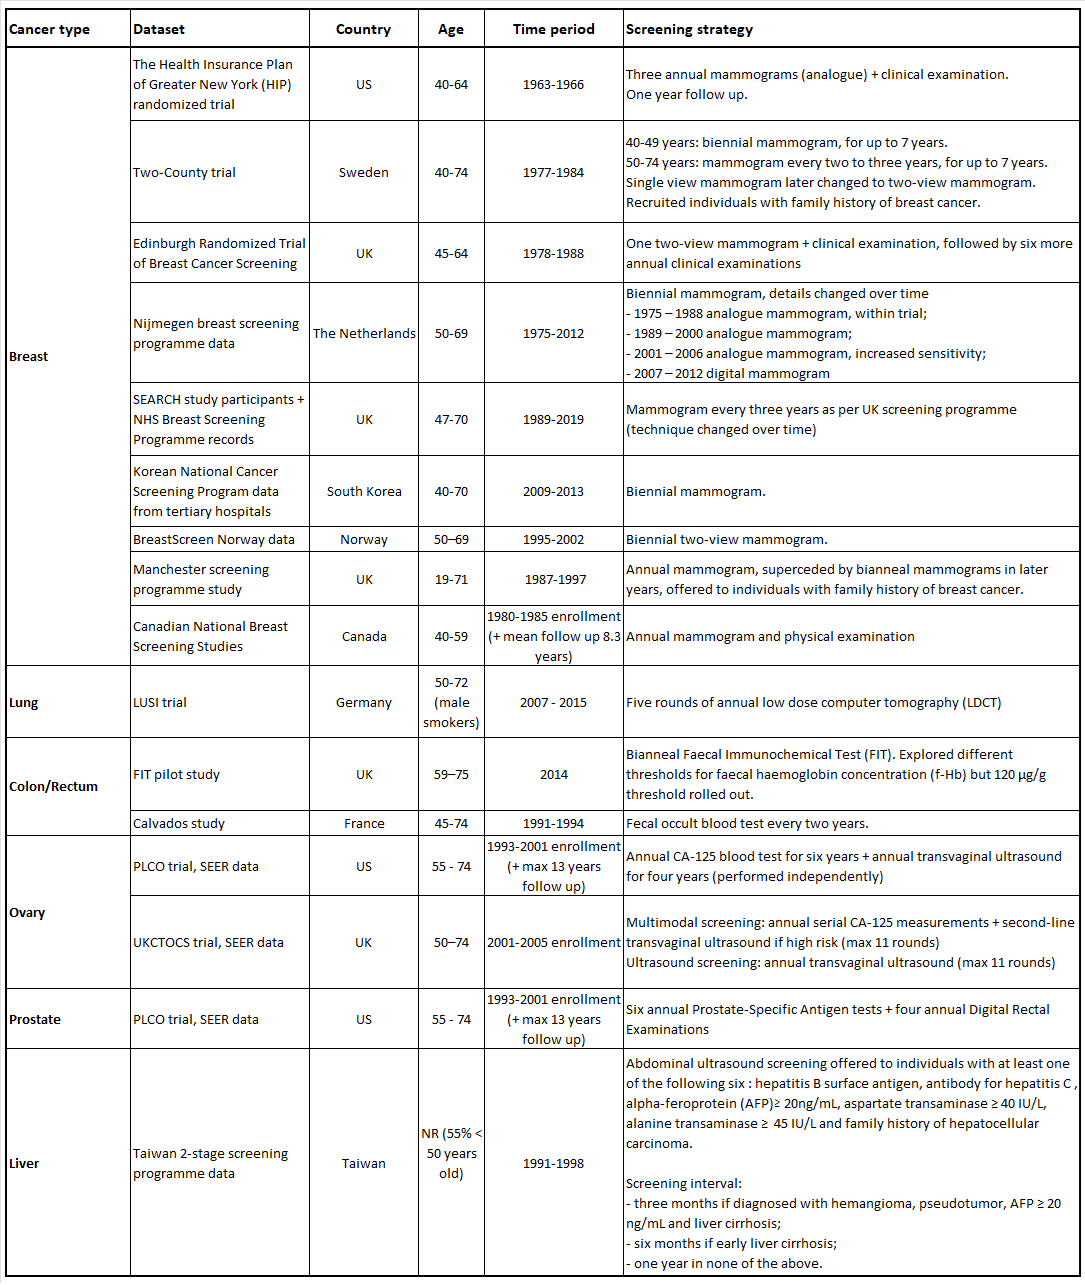 Cancer type Dataset Country Age Time period Screening strategy
Breast
The Health Insurance Plan
of Greater New York (HIP)
randomized trial
US
40-64
1963-1966
Three annual mammograms (analogue) + clinical examination.
One year follow up.
Two-County trial
Sweden
40-74
1977-1984
40-49 years: biennial mammogram, for up to 7 years.
50-74 years: mammogram every two to three years, for up to 7 years.
Single view mammogram later changed to two-view mammogram.
Recruited individuals with family history of breast cancer.
Edinburgh Randomized Trial
of Breast Cancer Screening
UK
45-64
1978-1988
One two-view mammogram + clinical examination, followed by six more
annual clinical examinations
Nijmegen breast screening
programme data
The Netherlands
50-69
1975-2012
Biennial mammogram, details changed over time
- 1975 – 1988 analogue mammogram, within trial;
- 1989 – 2000 analogue mammogram;
- 2001 – 2006 analogue mammogram, increased sensitivity;
- 2007 – 2012 digital mammogram
SEARCH study participants +
NHS Breast Screening
Programme records
UK
47-70
1989-2019
Mammogram every three years as per UK screening programme
(technique changed over time)
Korean National Cancer
Screening Program data
from tertiary hospitals
South Korea
40-70
2009-2013
Biennial mammogram.
BreastScreen Norway data
Norway
50–69
1995-2002
Biennial two-view mammogram.
Manchester screening
programme study
UK
19-71
1987-1997
Annual mammogram, superceded by bianneal mammograms in later
years, offered to individuals with family history of breast cancer.
Canadian National Breast
Screening Studies
Canada
40-59
1980-1985 enrollment
(+ mean follow up 8.3
years)
Annual mammogram and physical examination
Lung
LUSI trial
Germany
50-72
(male
smokers)
2007 - 2015
Five rounds of annual low dose computer tomography (LDCT)
Colon/Rectum
FIT pilot study
UK
59–75
2014
Bianneal Faecal Immunochemical Test (FIT). Explored different
thresholds for faecal haemoglobin concentration (f-Hb) but 120 µg/g
threshold rolled out.
Calvados study
France
45-74
1991-1994
Fecal occult blood test every two years.
Ovary
PLCO trial, SEER data
US
55 - 74
1993-2001 enrollment
(+ max 13 years
follow up)
Annual CA-125 blood test for six years + annual transvaginal ultrasound
for four years (performed independently)
UKCTOCS trial, SEER data
UK
50–74
2001-2005 enrollment
Multimodal screening: annual serial CA-125 measurements + second-line
transvaginal ultrasound if high risk (max 11 rounds)
Ultrasound screening: annual transvaginal ultrasound (max 11 rounds)
Prostate
PLCO trial, SEER data
US
55 - 74
1993-2001 enrollment
(+ max 13 years
follow up)
Six annual Prostate-Specific Antigen tests + four annual Digital Rectal
Examinations
Liver
Taiwan 2-stage screening
programme data
Taiwan
NR (55% <
50 years
old)
1991-1998
Abdominal ultrasound screening offered to individuals with at least one
of the following six : hepatitis B surface antigen, antibody for hepatitis C ,
alpha-feroprotein (AFP)≥ 20ng/mL, aspartate transaminase ≥ 40 IU/L,
alanine transaminase ≥ 45 IU/L and family history of hepatocellular
carcinoma.
Screening interval:
- three months if diagnosed with hemangioma, pseudotumor, AFP ≥ 20
ng/mL and liver cirrhosis;
- six months if early liver cirrhosis;
- one year in none of the above.